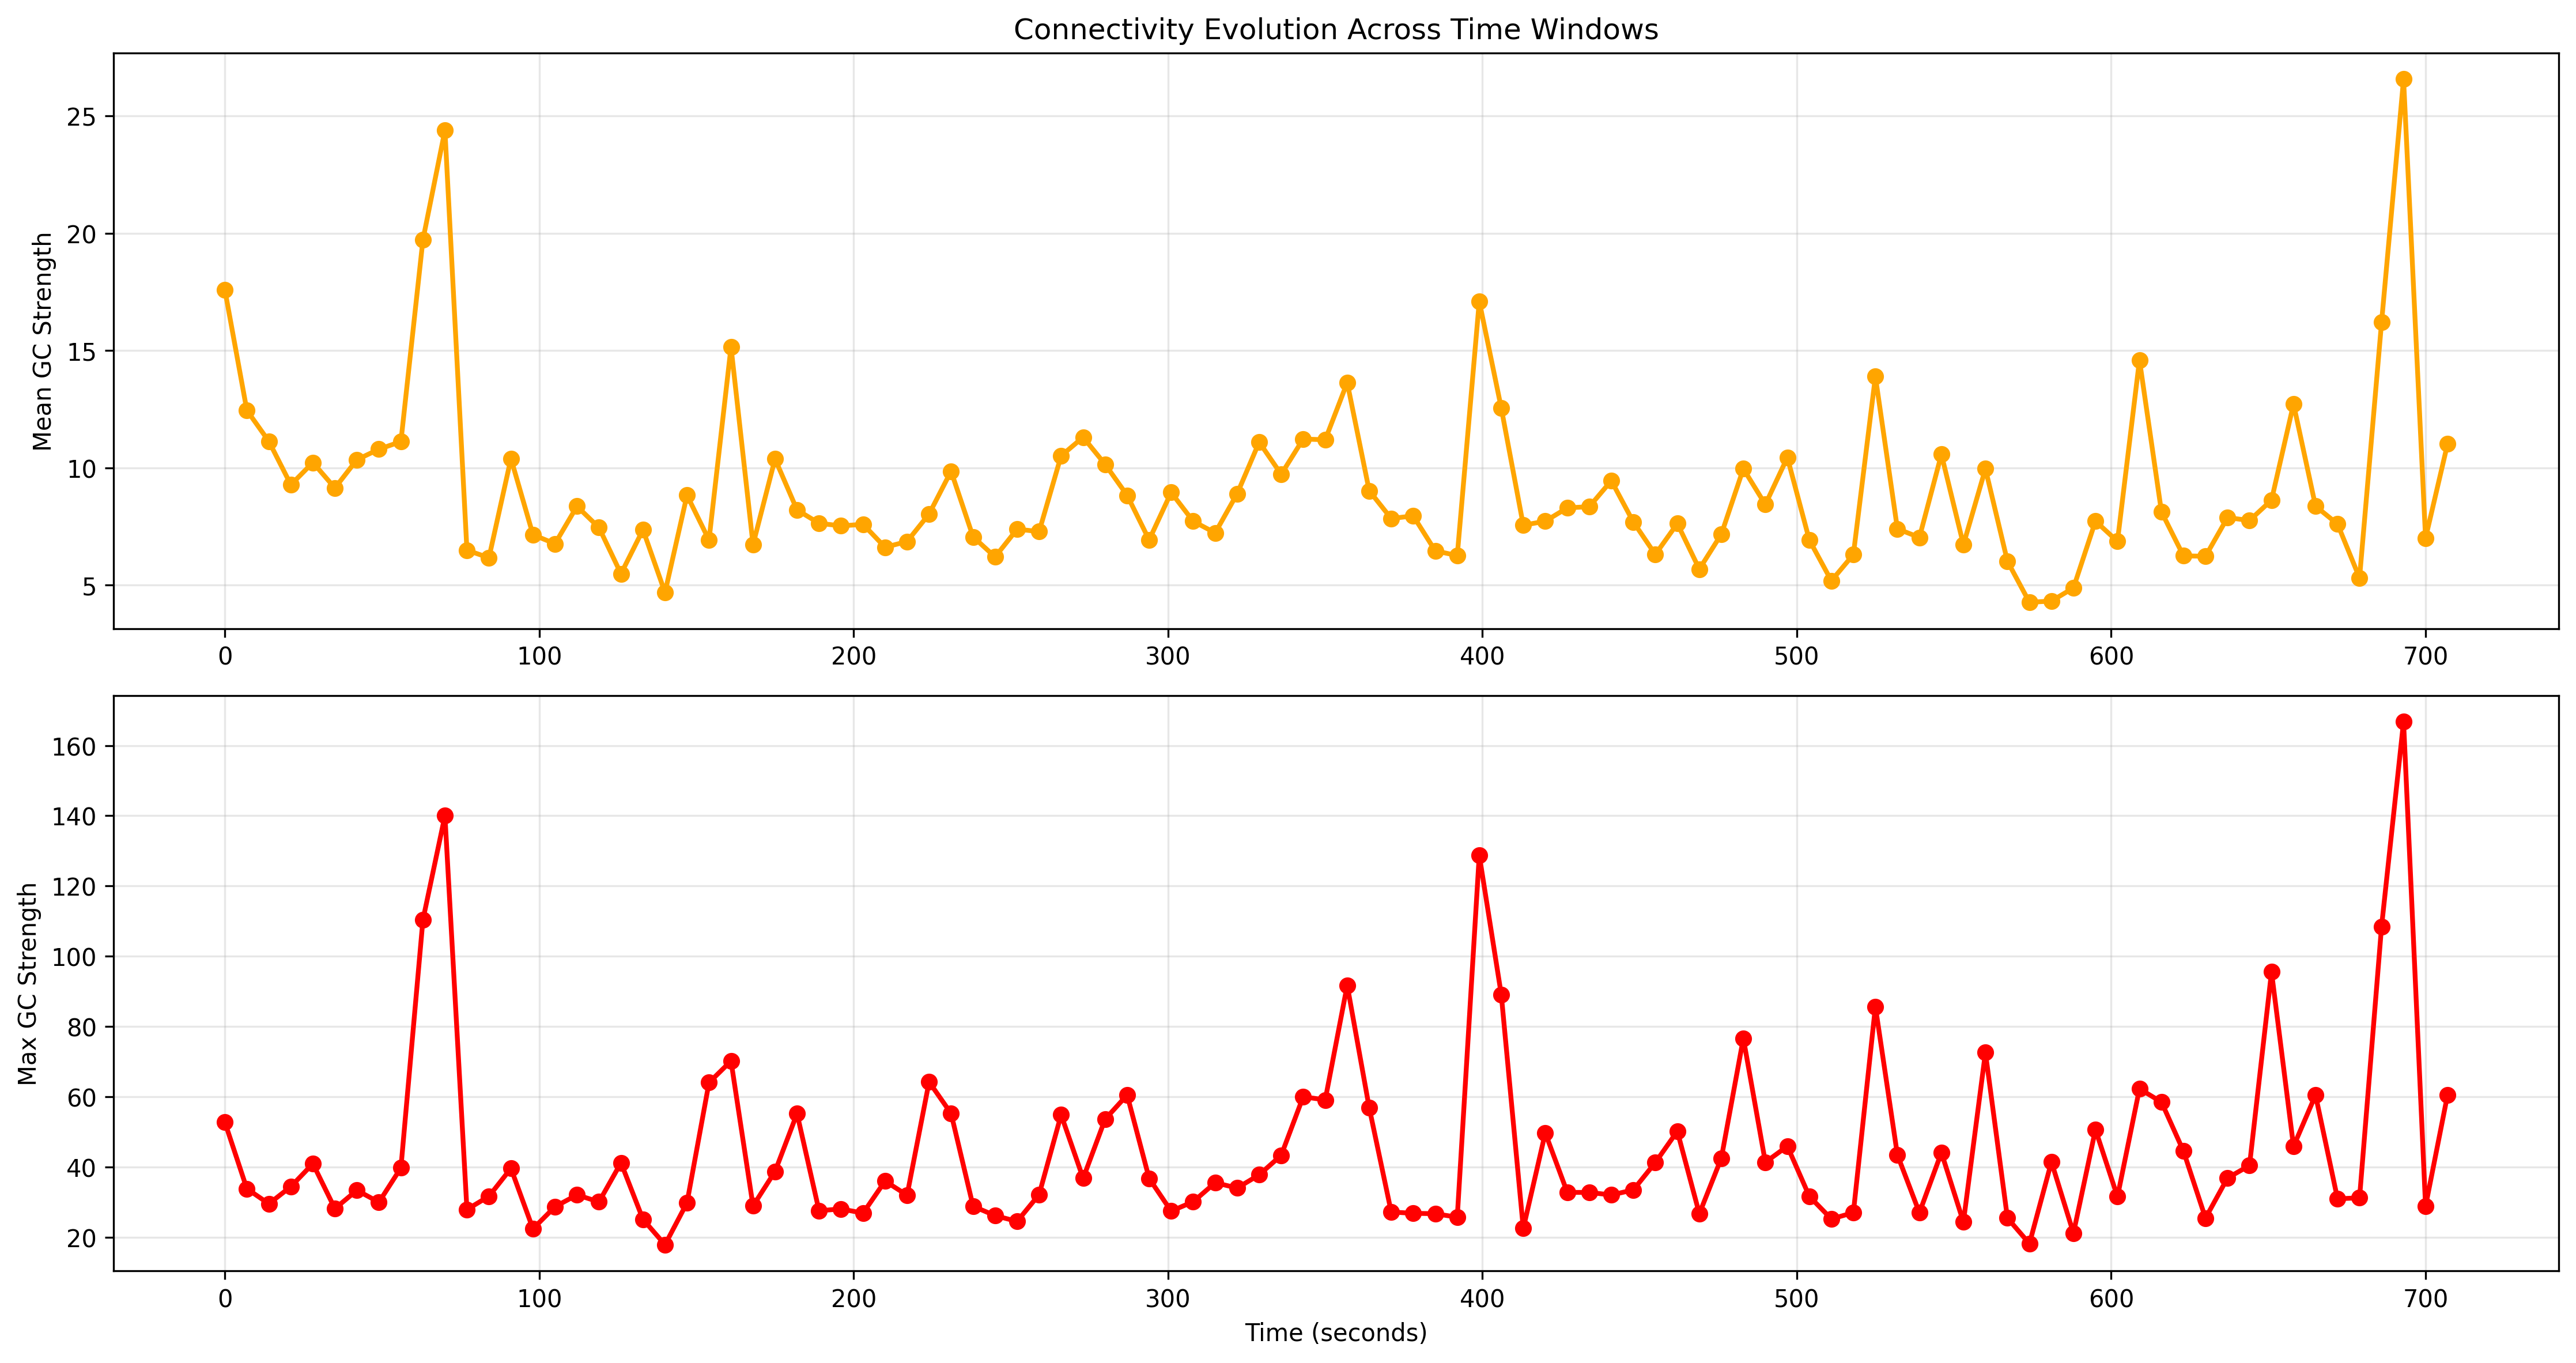 Connectivity Evolution Across Time Windows
Mean GC Strength
25
20
15
10
5
0 100 200 300 400 500 600 700
Max GC Strength
160
140
120
100
80
60
40
20
0 100 200 300 400 500 600 700
Time (seconds)